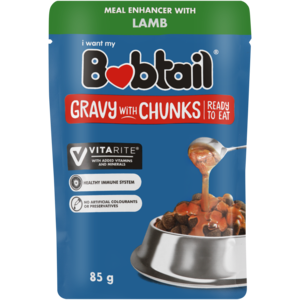 MEAL ENHANCER WITH
LAMB
i want my
Bobtail
GRAVY WITH CHUNKS
READY
TO EAT
VITARITE
WITH ADDED VITAMINS
AND MINERALS
HEALTHY IMMUNE SYSTEM
NO ARTIFICIAL COLOURANTS
OR PRESERVATIVES
85 g